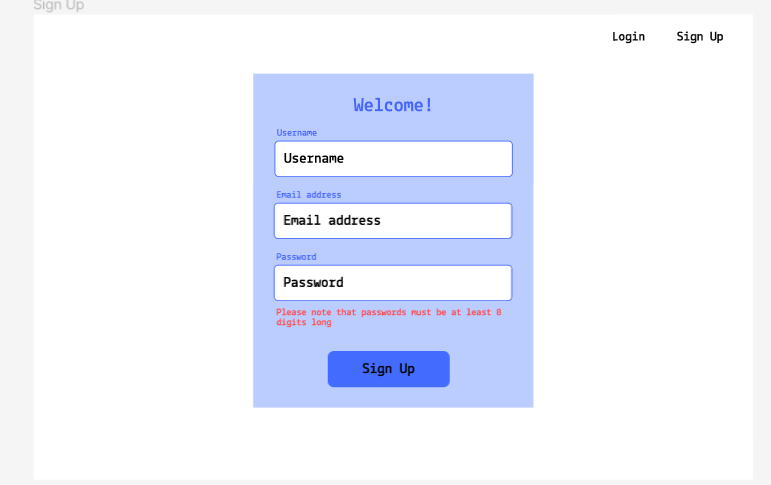 Sign Up
Login
Sign Up
Welcome!
Username
Username
Email address
Email address
Password
Password
Please note that passwords must be at least 8
digits long
Sign Up